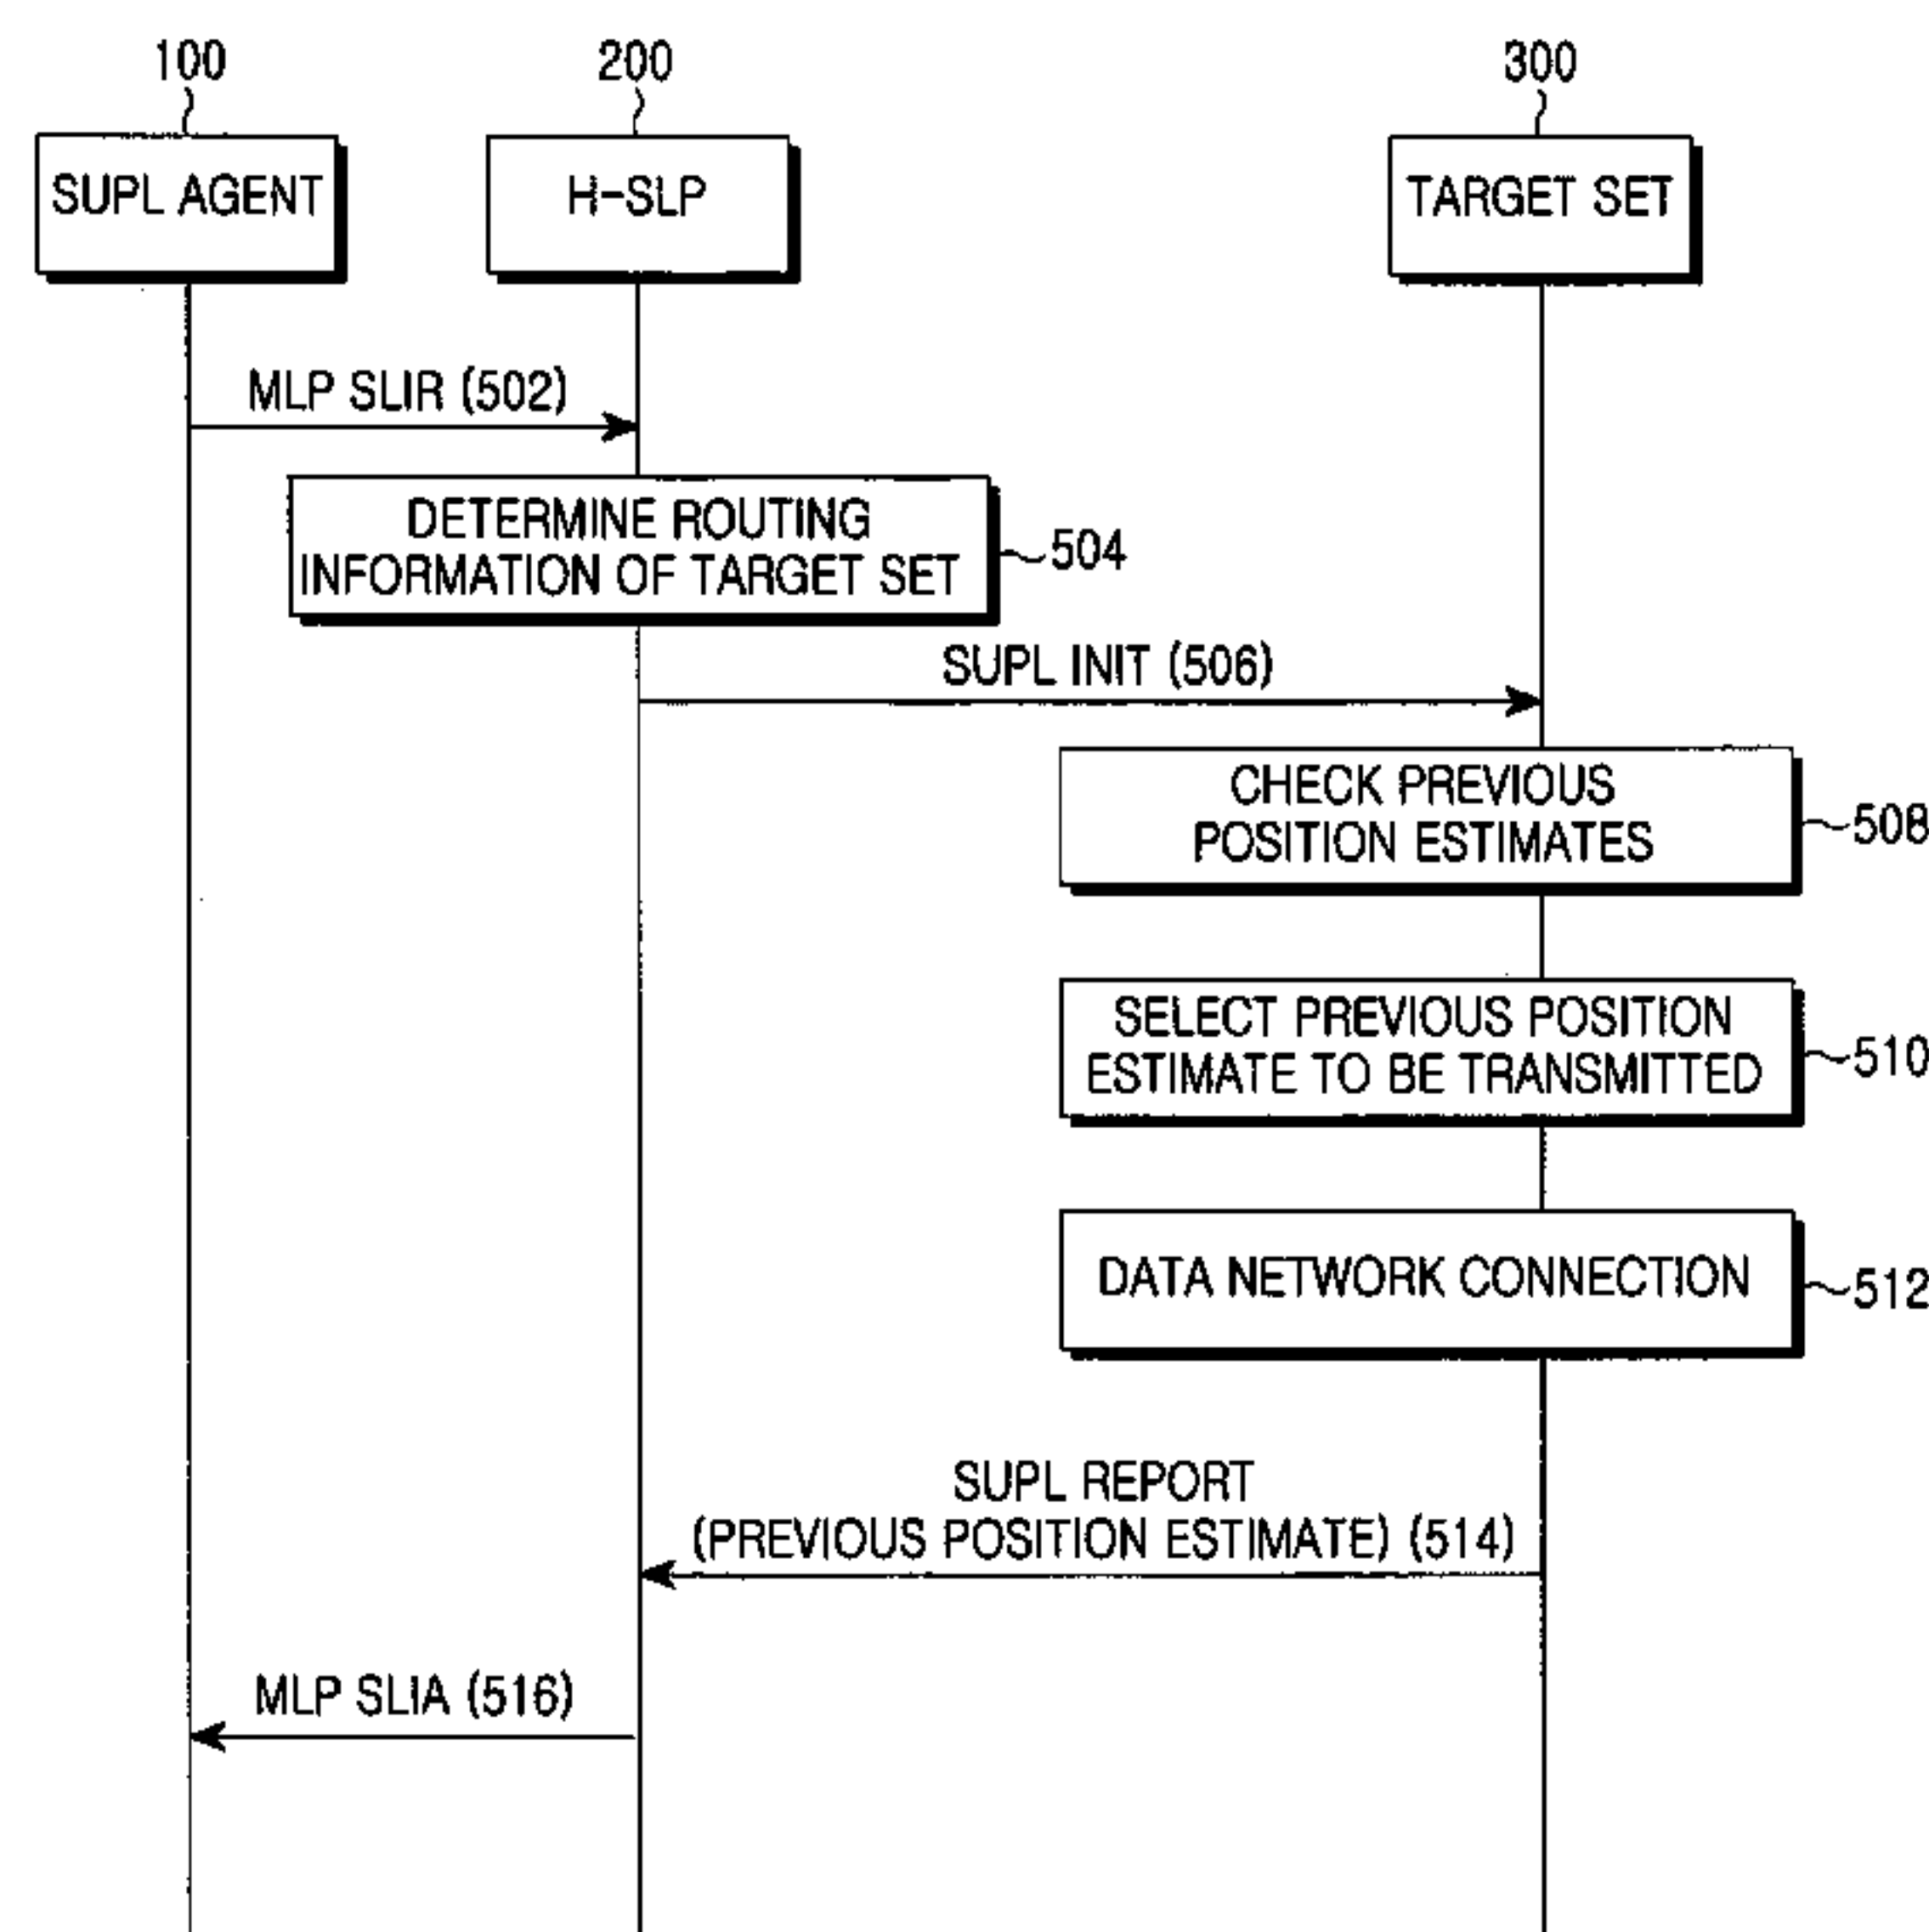 100
200
300
SUPL AGENT
H-SLP
TARGET SET
MLP SLIR (502)
DETERMINE ROUTING
INFORMATION OF TARGET SET
504
SUPL INIT (506)
CHECK PREVIOUS
POSITION ESTIMATES
508
SELECT PREVIOUS POSITION
ESTIMATE TO BE TRANSMITTED
510
DATA NETWORK CONNECTION
512
SUPL REPORT
(PREVIOUS POSITION ESTIMATE) (514)
MLP SLIA (516)